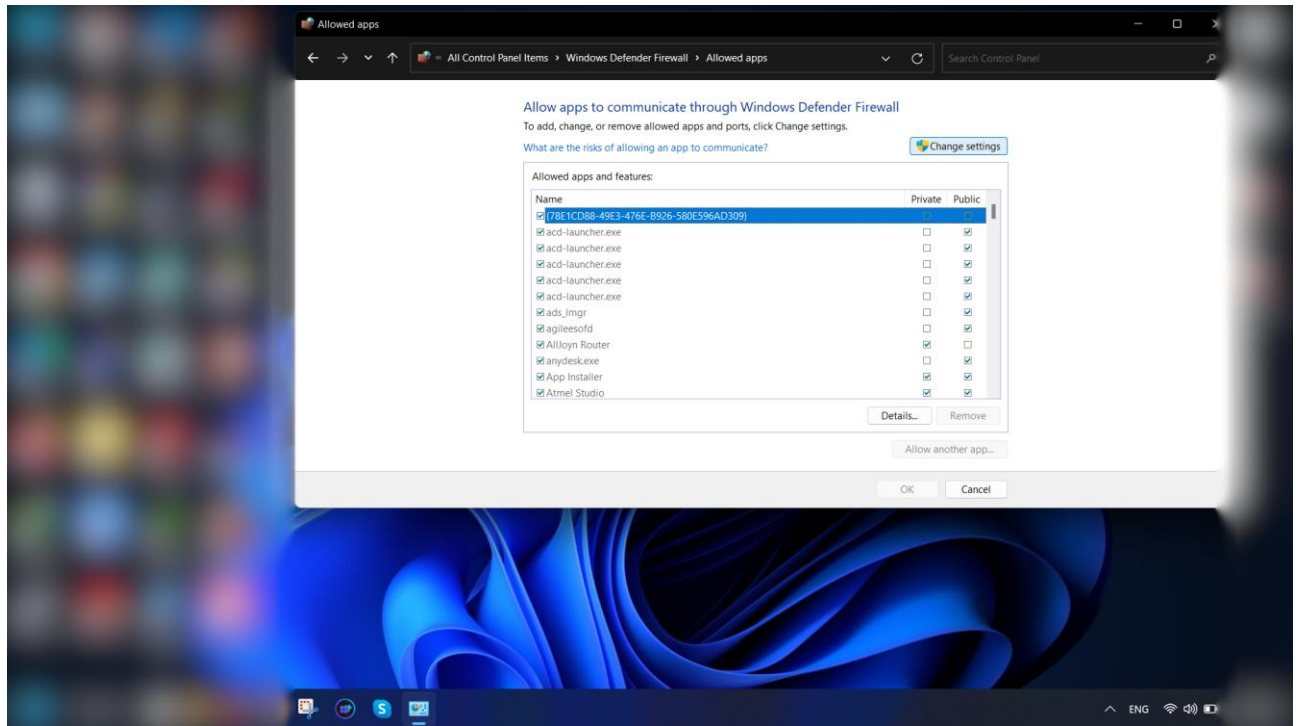 Allowed apps
All Control Panel Items > Windows Defender Firewall > Allowed apps
Search Control Panel
Allow apps to communicate through Windows Defender Firewall
To add, change, or remove allowed apps and ports, click Change settings.
What are the risks of allowing an app to communicate?
Change settings
Allowed apps and features:
Name Private Public
{78E1CD88-49E3-476E-B926-580E596AD309}
acd-launcher.exe
acd-launcher.exe
acd-launcher.exe
acd-launcher.exe
acd-launcher.exe
ads_lmgr
agileesofd
AllJoyn Router
anydesk.exe
App Installer
Atmel Studio
Details... Remove
Allow another app...
OK Cancel
S ENG